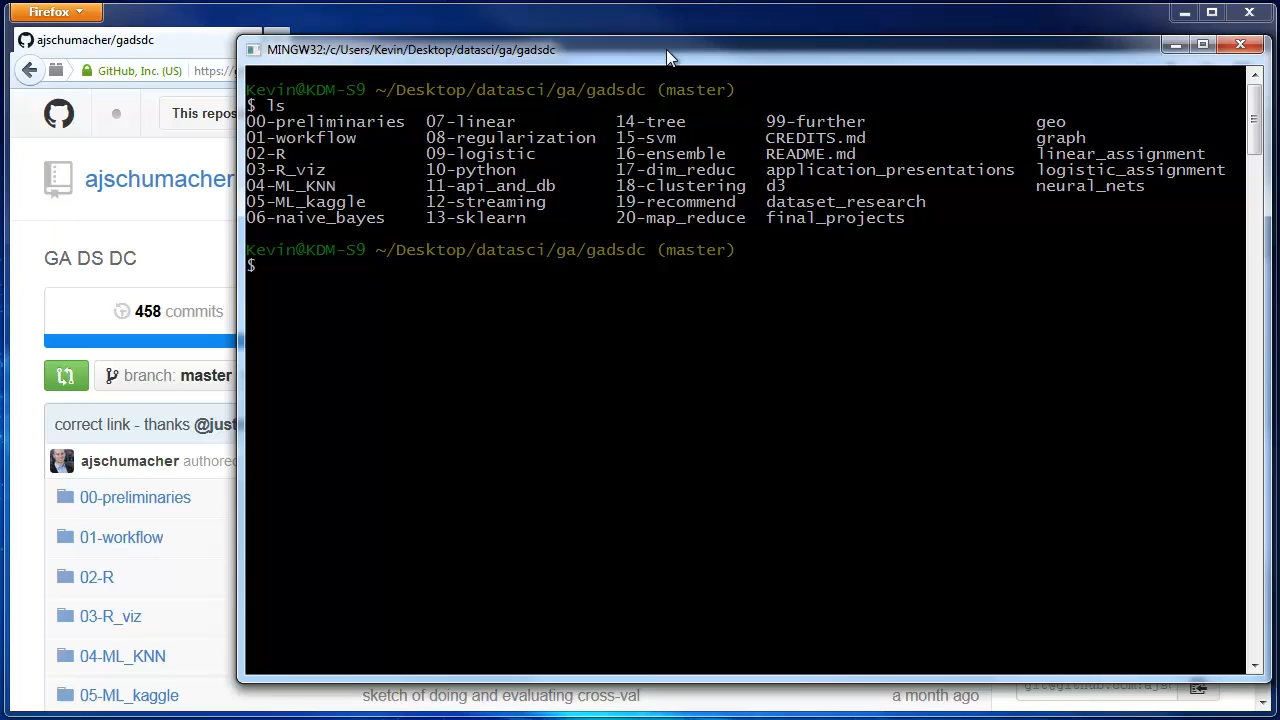 Firefox
ajschumacher/gadsdc
MINGW32:/c/Users/Kevin/Desktop/datasci/ga/gadsdc
GitHub, Inc. (US)
https:/
This repos
ajschumacher
GA DS DC
458 commits
branch: master
correct link - thanks @just
ajschumacher authored
00-preliminaries
01-workflow
02-R
03-R_viz
04-ML_KNN
05-ML_kaggle
sketch of doing and evaluating cross-val
a month ago
Kevin@KDM-S9 ~/Desktop/datasci/ga/gadsdc (master)
$ ls
00-preliminaries 07-linear 14-tree 99-further geo
01-workflow 08-regularization 15-svm CREDITS.md graph
02-R 09-logistic 16-ensemble README.md linear_assignment
03-R_viz 10-python 17-dim_reduc application_presentations logistic_assignment
04-ML_KNN 11-api_and_db 18-clustering d3 neural_nets
05-ML_kaggle 12-streaming 19-recommend dataset_research
06-naive_bayes 13-sklearn 20-map_reduce final_projects
Kevin@KDM-S9 ~/Desktop/datasci/ga/gadsdc (master)
$